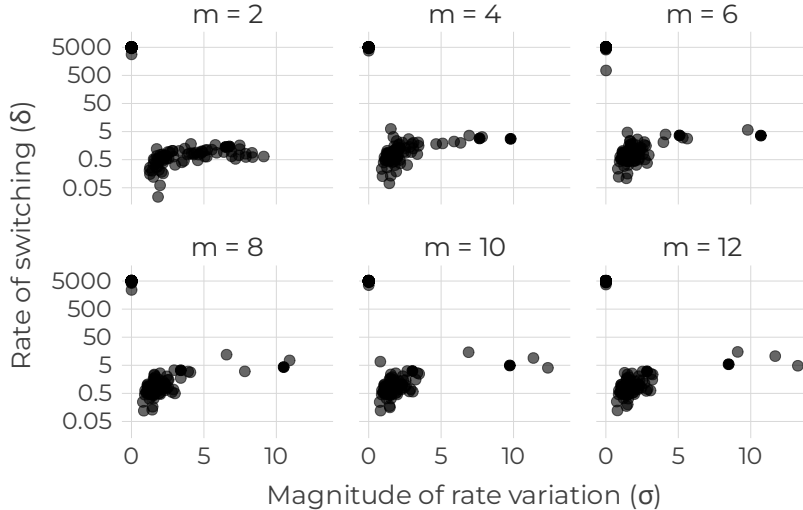 m = 2
m = 4
m = 6
5000
500
50
5
0.5
0.05
Rate of switching (δ)
m = 8
m = 10
m = 12
5000
500
50
5
0.5
0.05
0 5 10
0 5 10
0 5 10
Magnitude of rate variation (σ)